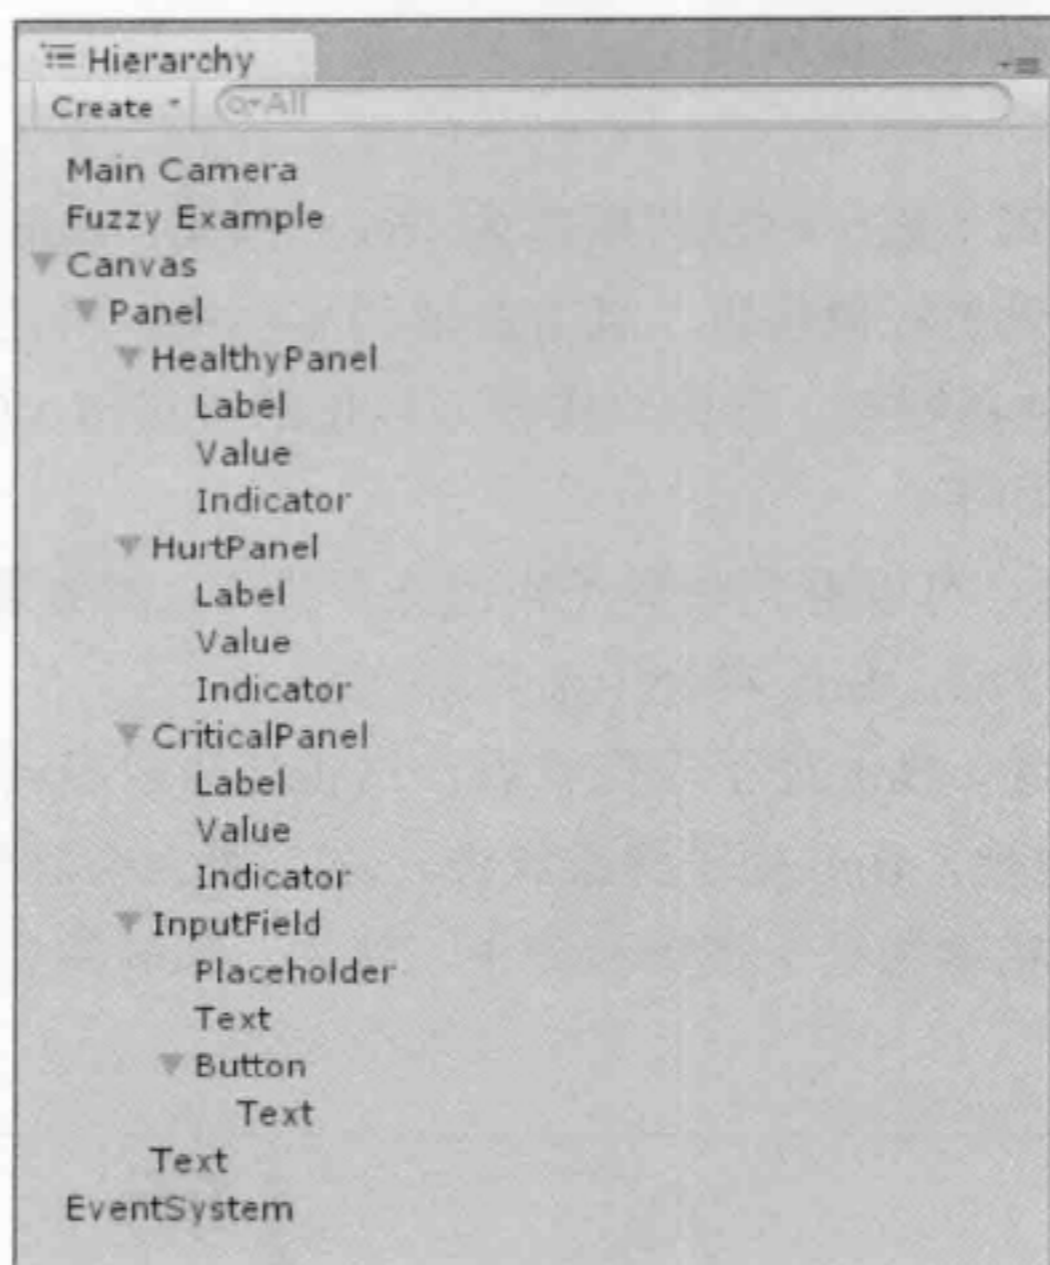 Hierarchy
Create
All
Main Camera
Fuzzy Example
Canvas
Panel
HealthyPanel
Label
Value
Indicator
HurtPanel
Label
Value
Indicator
CriticalPanel
Label
Value
Indicator
InputField
Placeholder
Text
Button
Text
Text
EventSystem